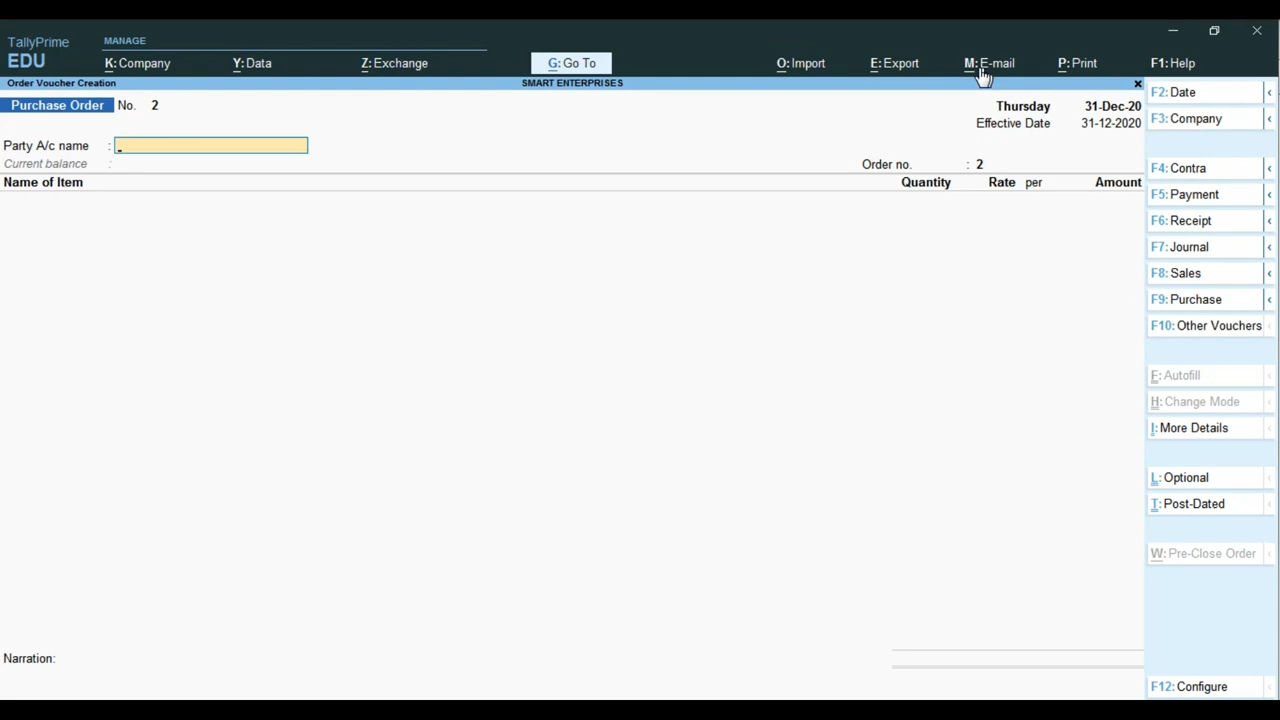 TallyPrime
EDU
MANAGE
K: Company
Y: Data
Z: Exchange
G: Go To
O: Import
E: Export
M: E-mail
P: Print
F1: Help
Order Voucher Creation
SMART ENTERPRISES
Purchase Order No. 2
Thursday 31-Dec-20
Effective Date 31-12-2020
Party A/c name :
Current balance :
Order no. : 2
Name of Item Quantity Rate per Amount
Narration:
F2: Date
F3: Company
F4: Contra
F5: Payment
F6: Receipt
F7: Journal
F8: Sales
F9: Purchase
F10: Other Vouchers
F: Autofill
H: Change Mode
I: More Details
L: Optional
T: Post-Dated
W: Pre-Close Order
F12: Configure